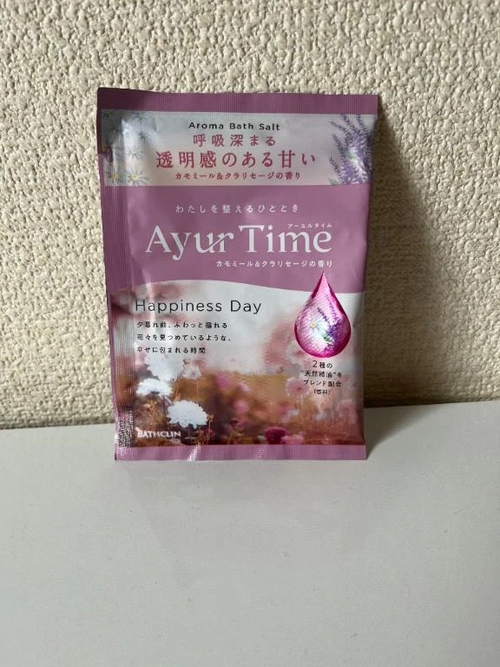 Aroma Bath Salt
呼吸深まる
透明感のある甘い
カモミール&クラリセージの香り
わたしを整えるひととき
アーユルタイム
Ayur Time
カモミール&クラリセージの香り
Happiness Day
夕暮れ前、ふわっと揺れる
花々を見つめているような、
幸せに包まれる時間
2種の
"天然精油"を
ブレンド配合
(香料)
BATHCLIN